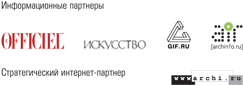 Информационные партнеры
L'OFFICIEL
ИСКУССТВО
GIF.RU
[archinfo.ru]
Стратегический интернет-партнер
www.archi.ru